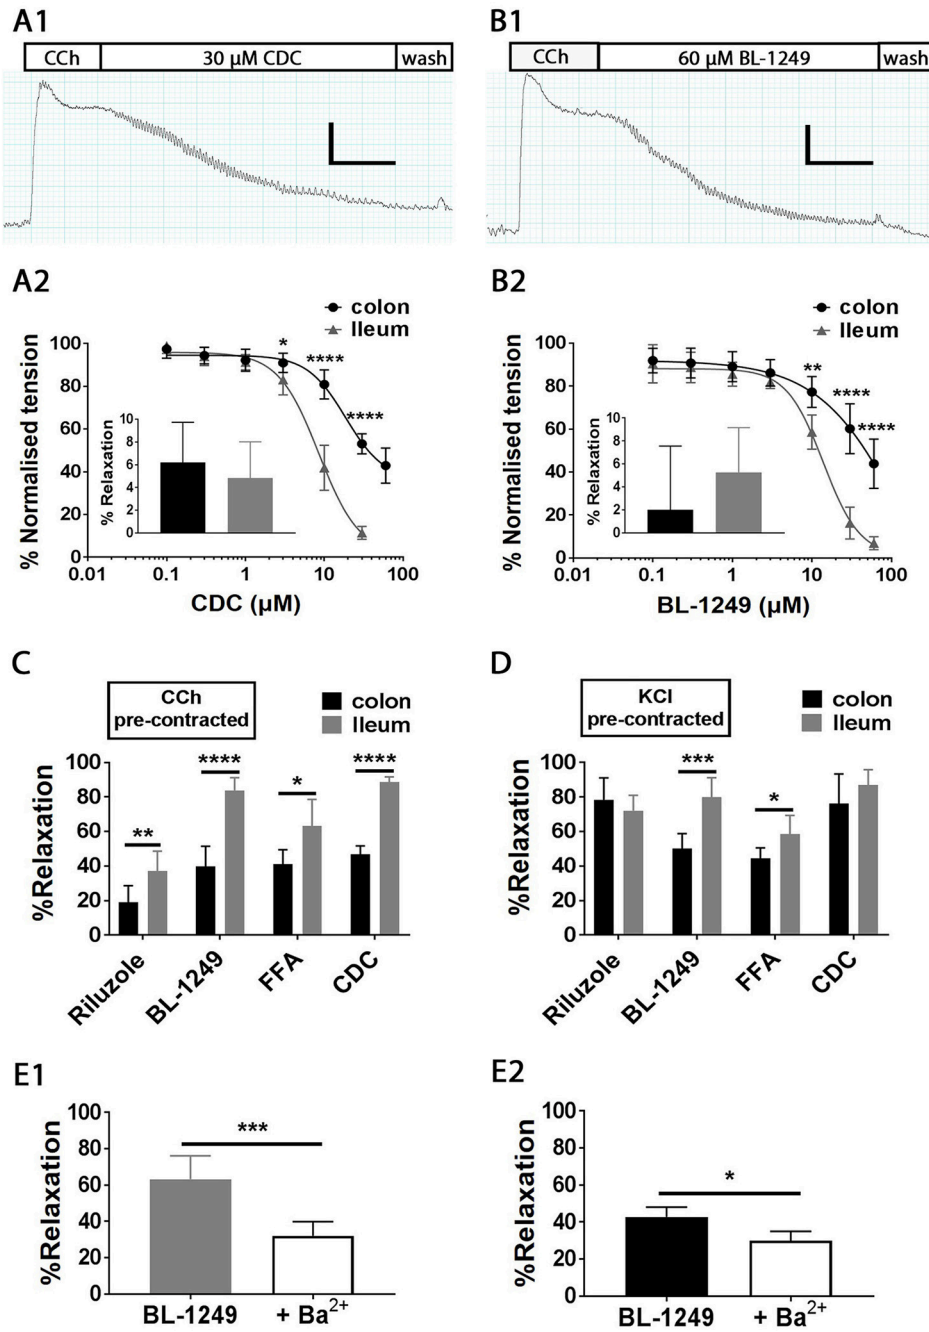 A1
CCh 30 µM CDC wash
B1
CCh 60 µM BL-1249 wash
A2
colon
Ileum
% Normalised tension
100
80
60
40
20
0
* **** ****
% Relaxation
10
8
6
4
2
0
0.01 0.1 1 10 100
CDC (µM)
B2
colon
Ileum
% Normalised tension
100
80
60
40
20
0
** **** ****
% Relaxation
10
8
6
4
2
0
0.01 0.1 1 10 100
BL-1249 (µM)
C
CCh
pre-contracted
colon
Ileum
%Relaxation
100
80
60
40
20
0
** **** * ****
Riluzole BL-1249 FFA CDC
D
KCl
pre-contracted
colon
Ileum
%Relaxation
100
80
60
40
20
0
*** *
Riluzole BL-1249 FFA CDC
E1
%Relaxation
100
80
60
40
20
0
***
BL-1249 + Ba2+
E2
%Relaxation
100
80
60
40
20
0
*
BL-1249 + Ba2+